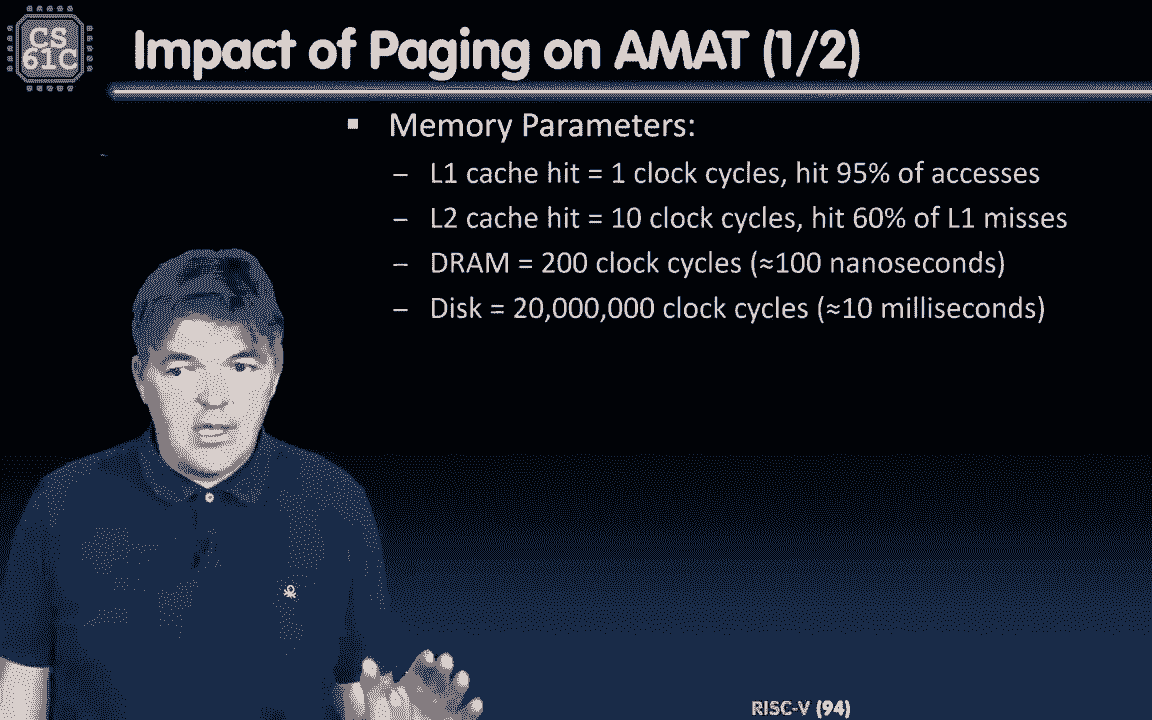 CS
61C
Impact of Paging on AMAT (1/2)
▪ Memory Parameters:
– L1 cache hit = 1 clock cycles, hit 95% of accesses
– L2 cache hit = 10 clock cycles, hit 60% of L1 misses
– DRAM = 200 clock cycles (≈100 nanoseconds)
– Disk = 20,000,000 clock cycles (≈10 milliseconds)
RISC-V (94)